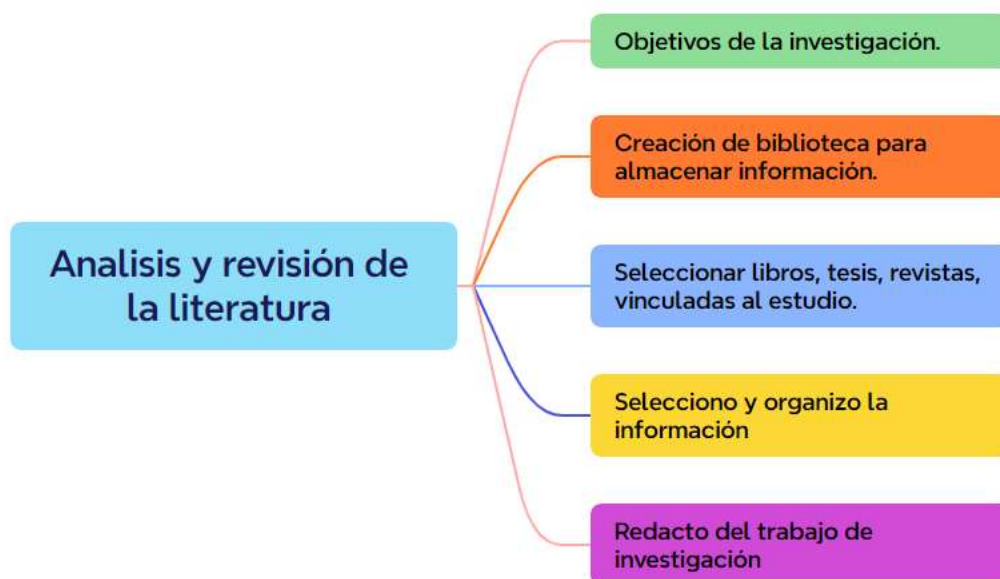 Objetivos de la investigación.
Creación de biblioteca para
almacenar información.
Analisis y revisión de
la literatura
Seleccionar libros, tesis, revistas,
vinculadas al estudio.
Selecciono y organizo la
información
Redacto del trabajo de
investigación